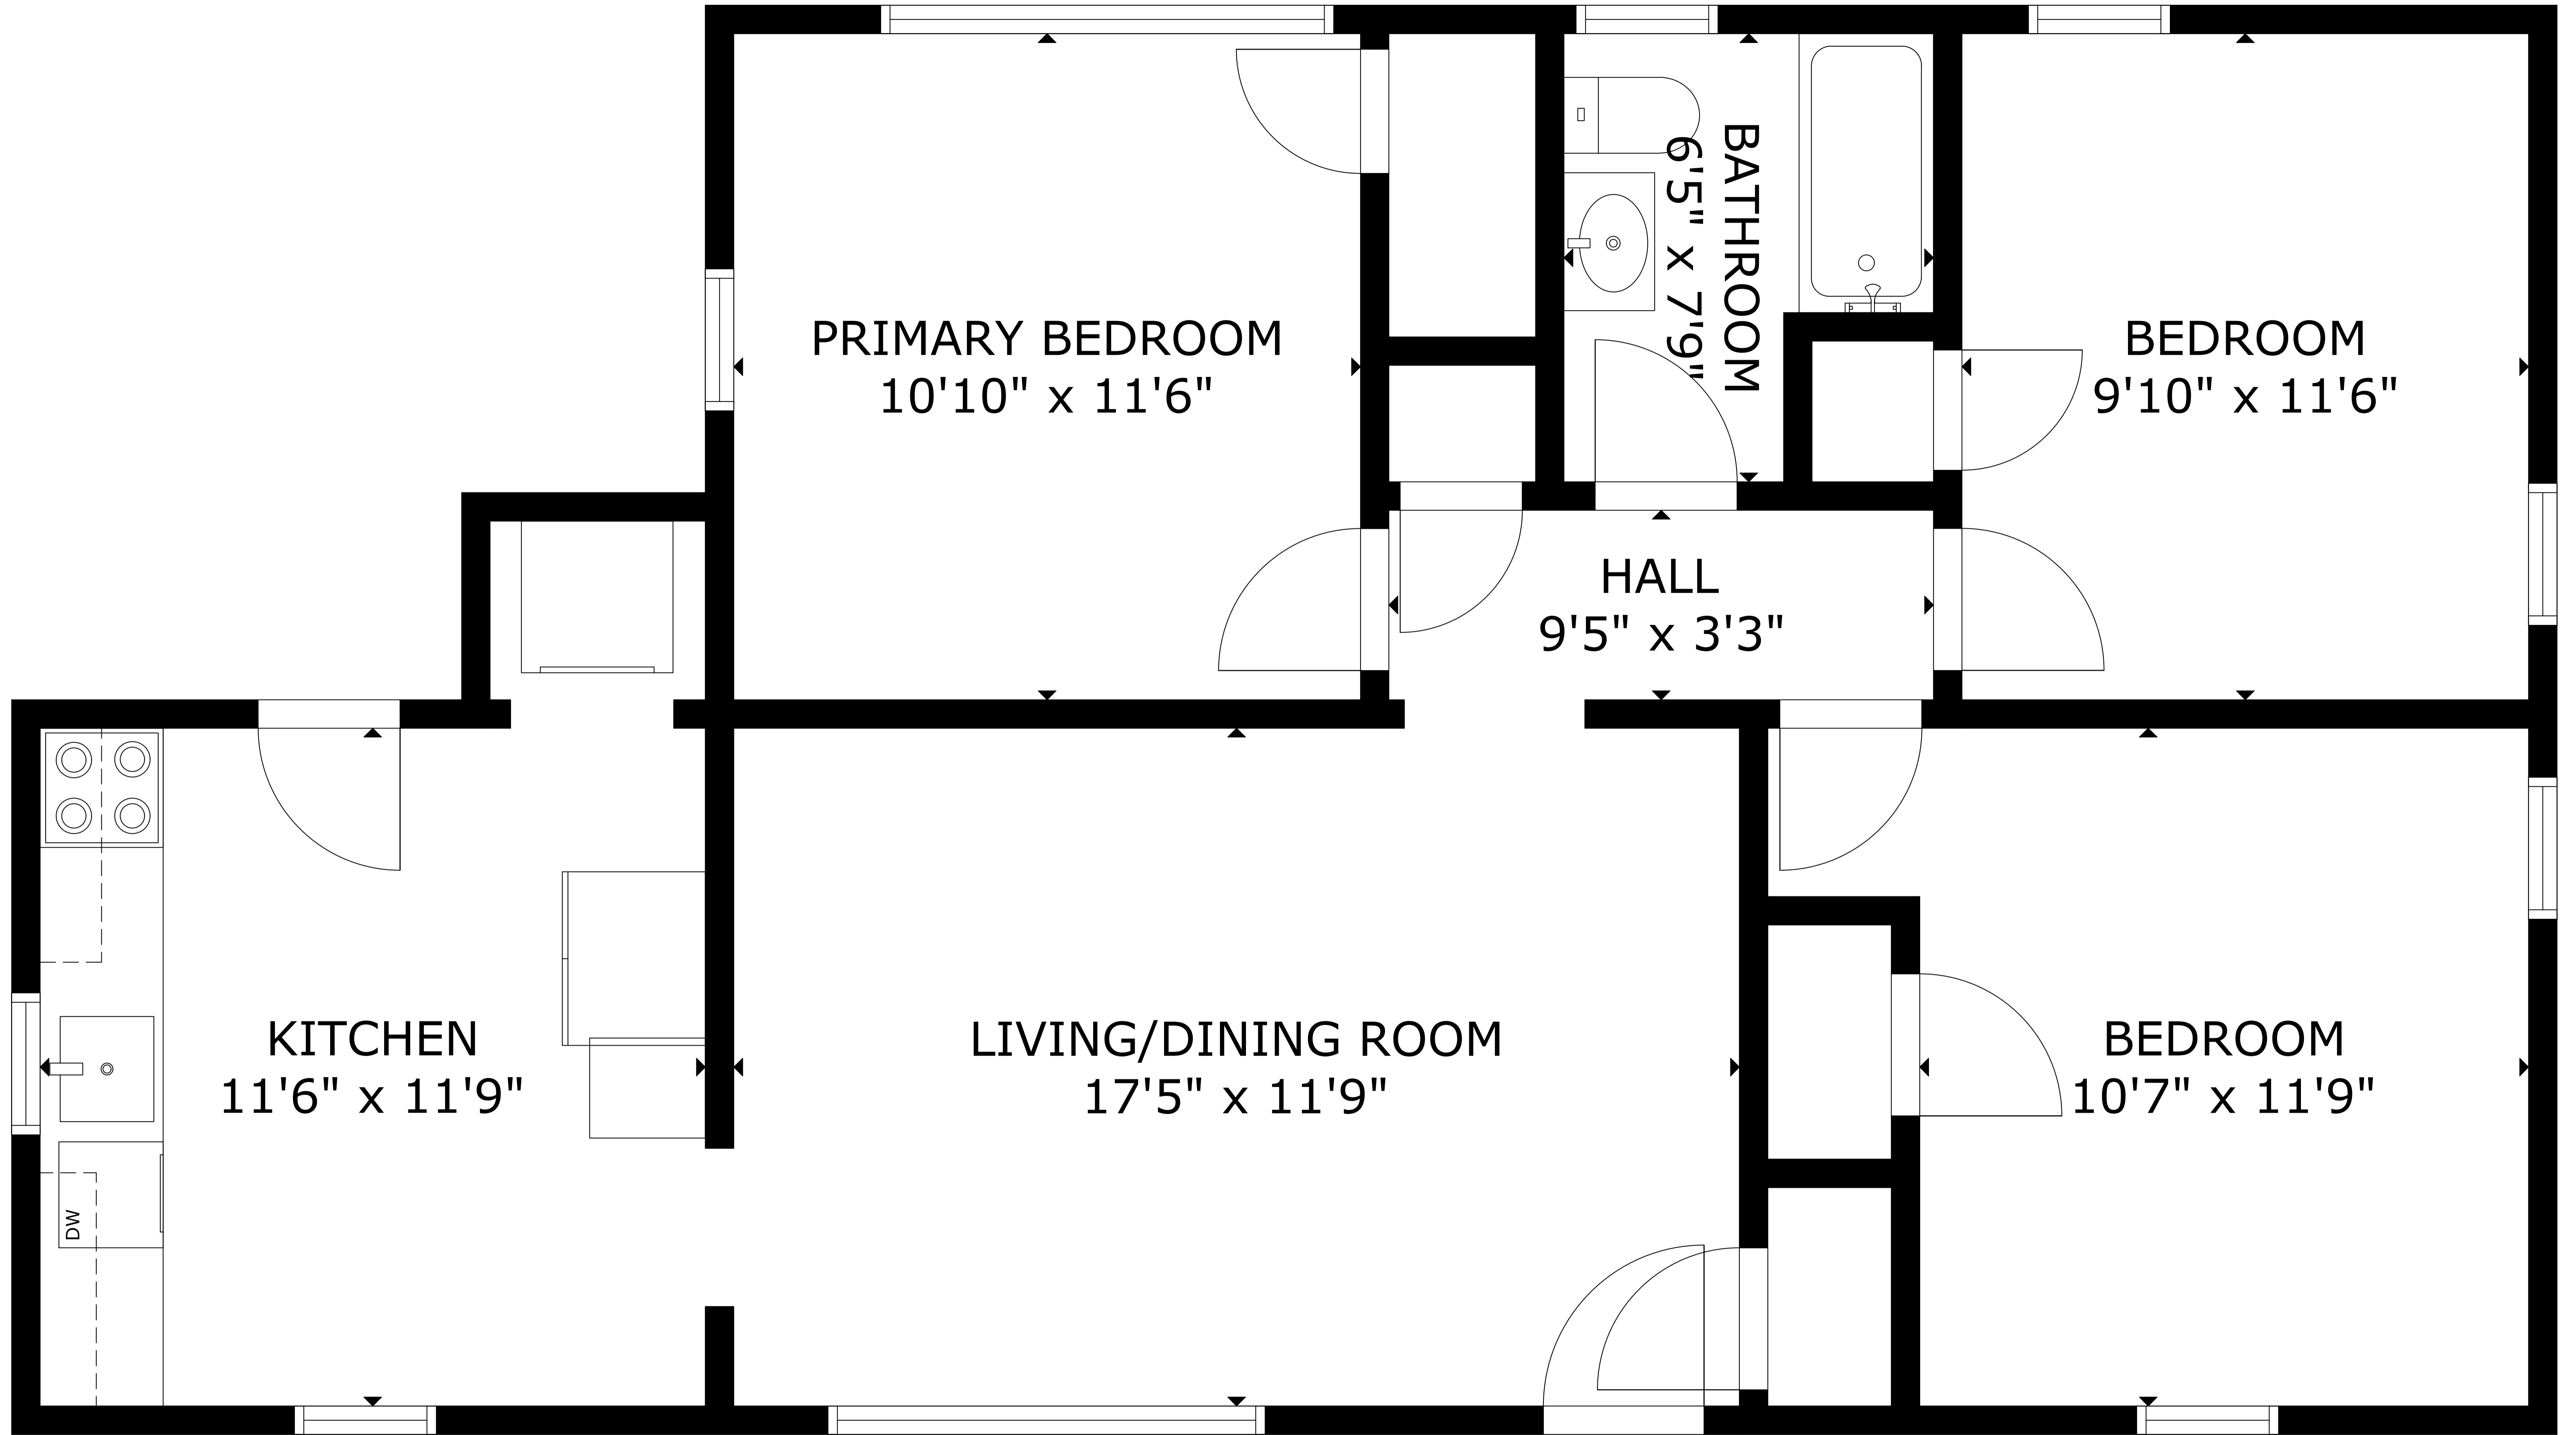 PRIMARY BEDROOM
10'10" x 11'6"
BATHROOM
6'5" x 7'9"
BEDROOM
9'10" x 11'6"
HALL
9'5" x 3'3"
KITCHEN
11'6" x 11'9"
DW
LIVING/DINING ROOM
17'5" x 11'9"
BEDROOM
10'7" x 11'9"